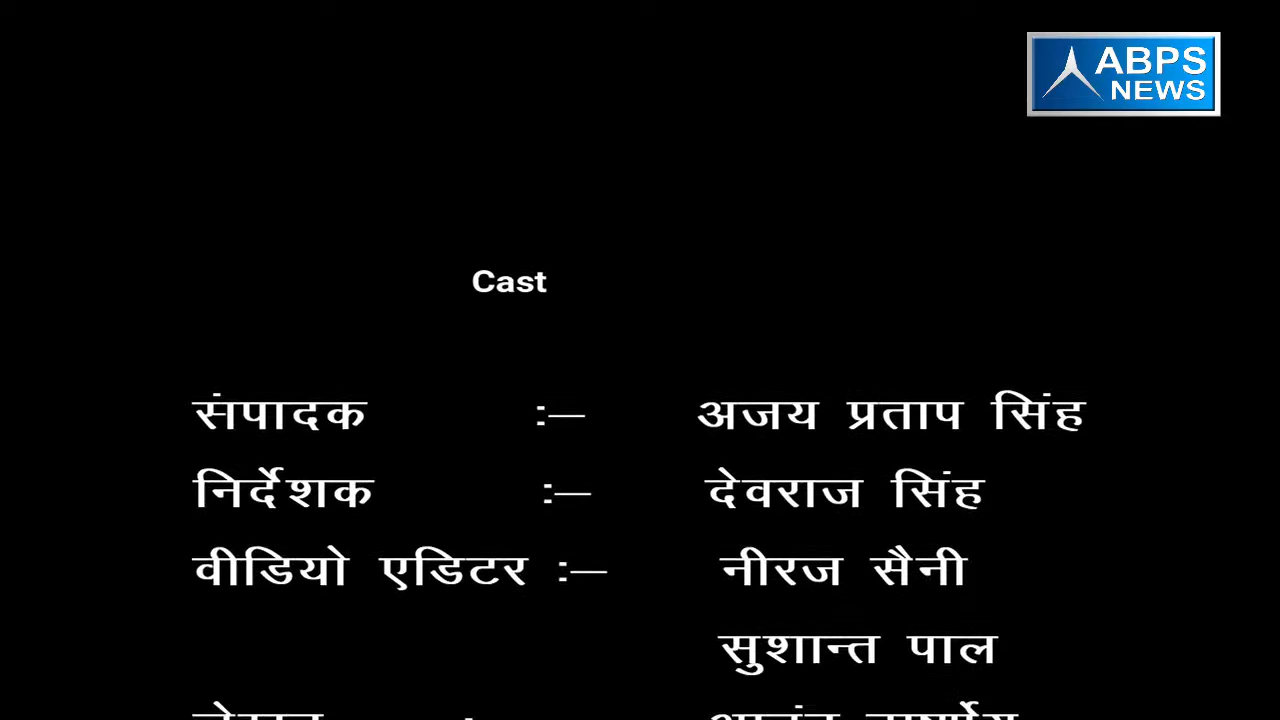 ABPS
NEWS
Cast
संपादक :— अजय प्रताप सिंह
निर्देशक :— देवराज सिंह
वीडियो एडिटर :— नीरज सैनी
सुशान्त पाल